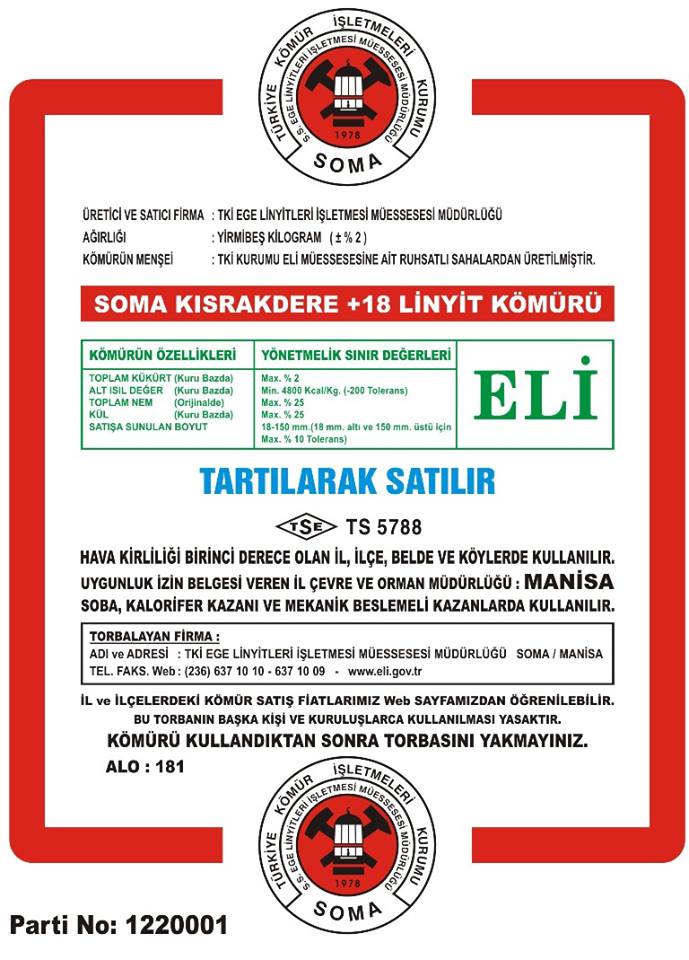 TÜRKİYE KÖMÜR İŞLETMELERİ KURUMU
S.S. EGE LİNYİTLERİ İŞLETMESİ MÜESSESESİ MÜDÜRLÜĞÜ
1978
SOMA
ÜRETİCİ VE SATICI FİRMA : TKİ EGE LİNYİTLERİ İŞLETMESİ MÜESSESESİ MÜDÜRLÜĞÜ
AĞIRLIĞI : YİRMİBEŞ KİLOGRAM ( ± % 2 )
KÖMÜRÜN MENŞEİ : TKİ KURUMU ELİ MÜESSESESİNE AİT RUHSATLI SAHALARDAN ÜRETİLMİŞTİR.
SOMA KISRAKDERE +18 LİNYİT KÖMÜRÜ
KÖMÜRÜN ÖZELLİKLERİ YÖNETMELİK SINIR DEĞERLERİ
TOPLAM KÜKÜRT (Kuru Bazda) Max. % 2
ALT ISIL DEĞER (Kuru Bazda) Min. 4800 Kcal/Kg. (-200 Tolerans)
TOPLAM NEM (Orijinalde) Max. % 25
KÜL (Kuru Bazda) Max. % 25
SATIŞA SUNULAN BOYUT 18-150 mm.(18 mm. altı ve 150 mm. üstü için
Max. % 10 Tolerans)
ELİ
TARTILARAK SATILIR
TSE TS 5788
HAVA KİRLİLİĞİ BİRİNCİ DERECE OLAN İL, İLÇE, BELDE VE KÖYLERDE KULLANILIR.
UYGUNLUK İZİN BELGESİ VEREN İL ÇEVRE VE ORMAN MÜDÜRLÜĞÜ : MANİSA
SOBA, KALORİFER KAZANI VE MEKANİK BESLEMELİ KAZANLARDA KULLANILIR.
TORBALAYAN FİRMA :
ADI ve ADRESİ : TKİ EGE LİNYİTLERİ İŞLETMESİ MÜESSESESİ MÜDÜRLÜĞÜ SOMA / MANİSA
TEL. FAKS. Web : (236) 637 10 10 - 637 10 09 - www.eli.gov.tr
İL ve İLÇELERDEKİ KÖMÜR SATIŞ FİATLARIMIZ Web SAYFAMIZDAN ÖĞRENİLEBİLİR.
BU TORBANIN BAŞKA KİŞİ VE KURULUŞLARCA KULLANILMASI YASAKTIR.
KÖMÜRÜ KULLANDIKTAN SONRA TORBASINI YAKMAYINIZ.
ALO : 181
TÜRKİYE KÖMÜR İŞLETMELERİ KURUMU
S.S. EGE LİNYİTLERİ İŞLETMESİ MÜESSESESİ MÜDÜRLÜĞÜ
1978
SOMA
Parti No: 1220001